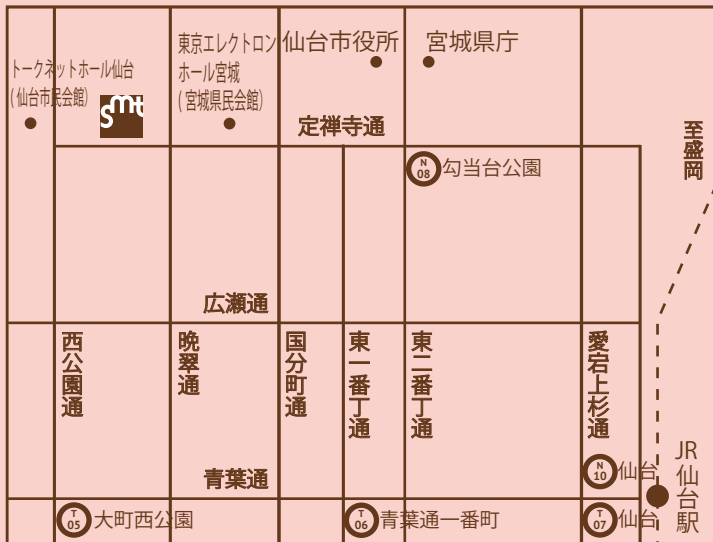 東京エレクトロン
ホール宮城
(宮城県民会館)
仙台市役所
宮城県庁
トークネットホール仙台
(仙台市民会館)
smt
定禅寺通
至盛岡
N
08
勾当台公園
広瀬通
西公園通
晩翠通
国分町通
東一番丁通
東二番丁通
愛宕上杉通
青葉通
N
10
仙台
JR
仙台駅
T
05
大町西公園
T
06
青葉通一番町
T
07
仙台